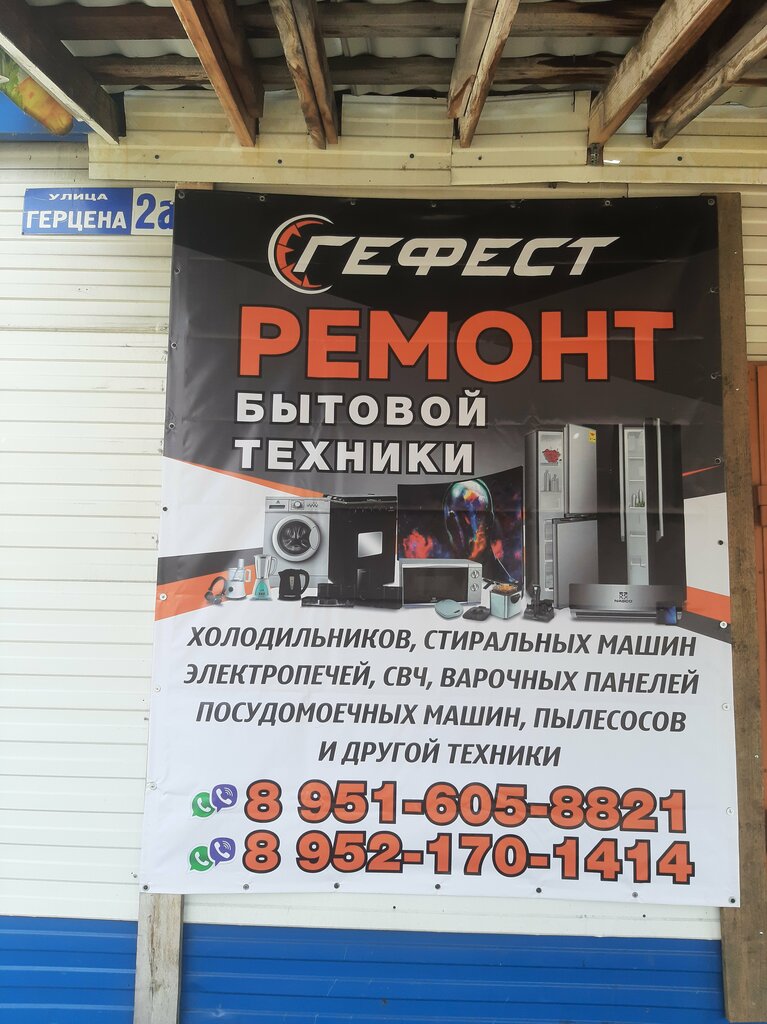 УЛИЦА
ГЕРЦЕНА 2а
ГЕФЕСТ
РЕМОНТ
БЫТОВОЙ
ТЕХНИКИ
NASCO
ХОЛОДИЛЬНИКОВ, СТИРАЛЬНЫХ МАШИН
ЭЛЕКТРОПЕЧЕЙ, СВЧ, ВАРОЧНЫХ ПАНЕЛЕЙ
ПОСУДОМОЕЧНЫХ МАШИН, ПЫЛЕСОСОВ
И ДРУГОЙ ТЕХНИКИ
8 951-605-8821
8 952-170-1414